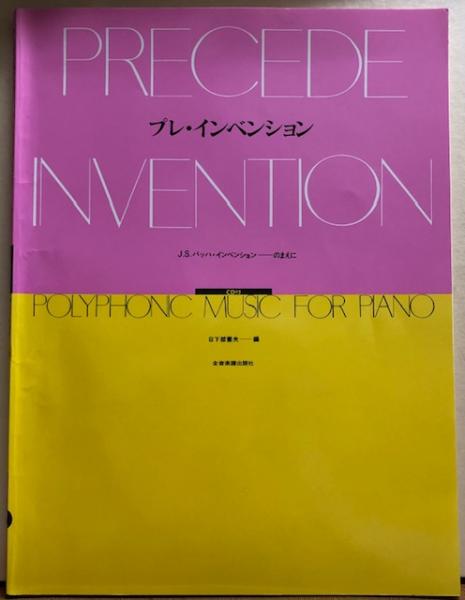 PRECEDE
プレ・インベンション
INVENTION
J.S.バッハ・インベンション——のまえに
CD付
POLYPHONIC MUSIC FOR PIANO
日下部憲夫——編
全音楽譜出版社